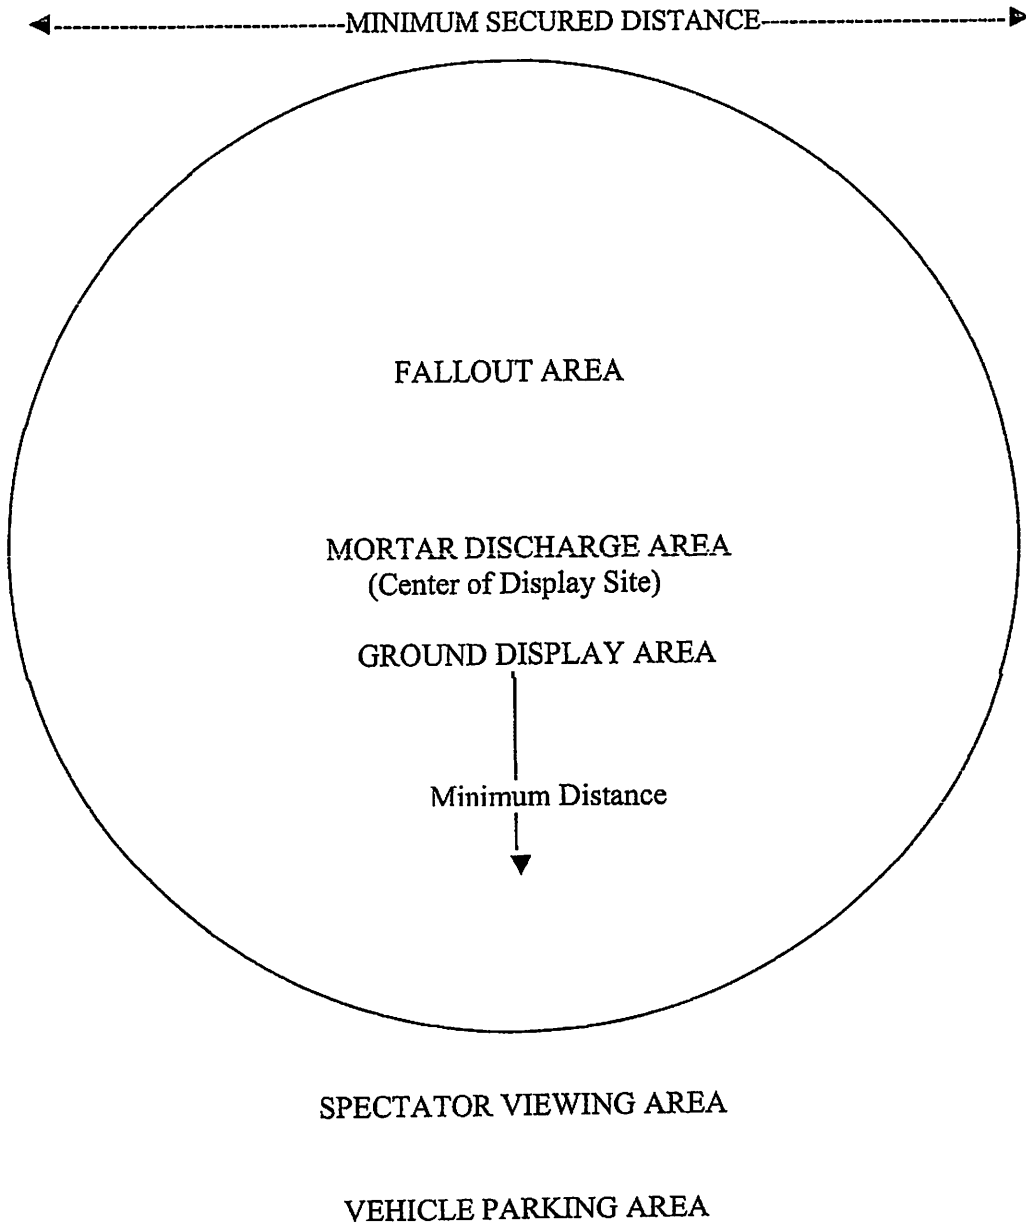 MINIMUM SECURED DISTANCE
FALLOUT AREA
MORTAR DISCHARGE AREA
(Center of Display Site)
GROUND DISPLAY AREA
Minimum Distance
SPECTATOR VIEWING AREA
VEHICLE PARKING AREA